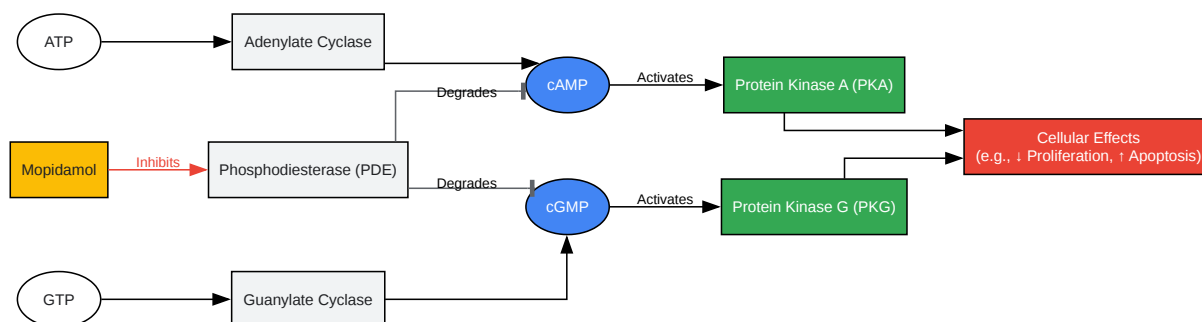 ATP
Adenylate Cyclase
cAMP
Activates
Protein Kinase A (PKA)
Degrades
Mopidamol
Inhibits
Phosphodiesterase (PDE)
Cellular Effects
(e.g., ↓ Proliferation, ↑ Apoptosis)
Degrades
cGMP
Activates
Protein Kinase G (PKG)
GTP
Guanylate Cyclase